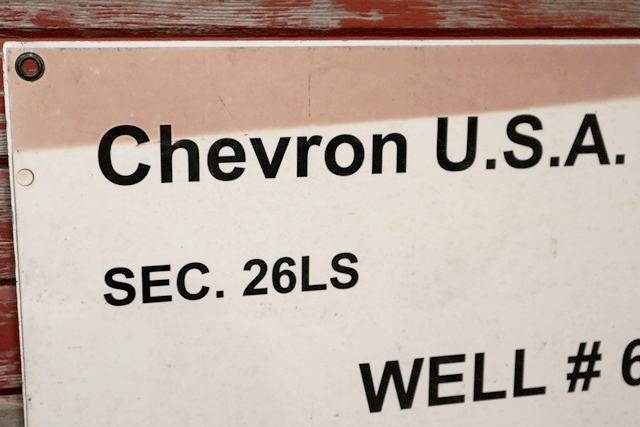 Chevron U.S.A.
SEC. 26LS
WELL # 6